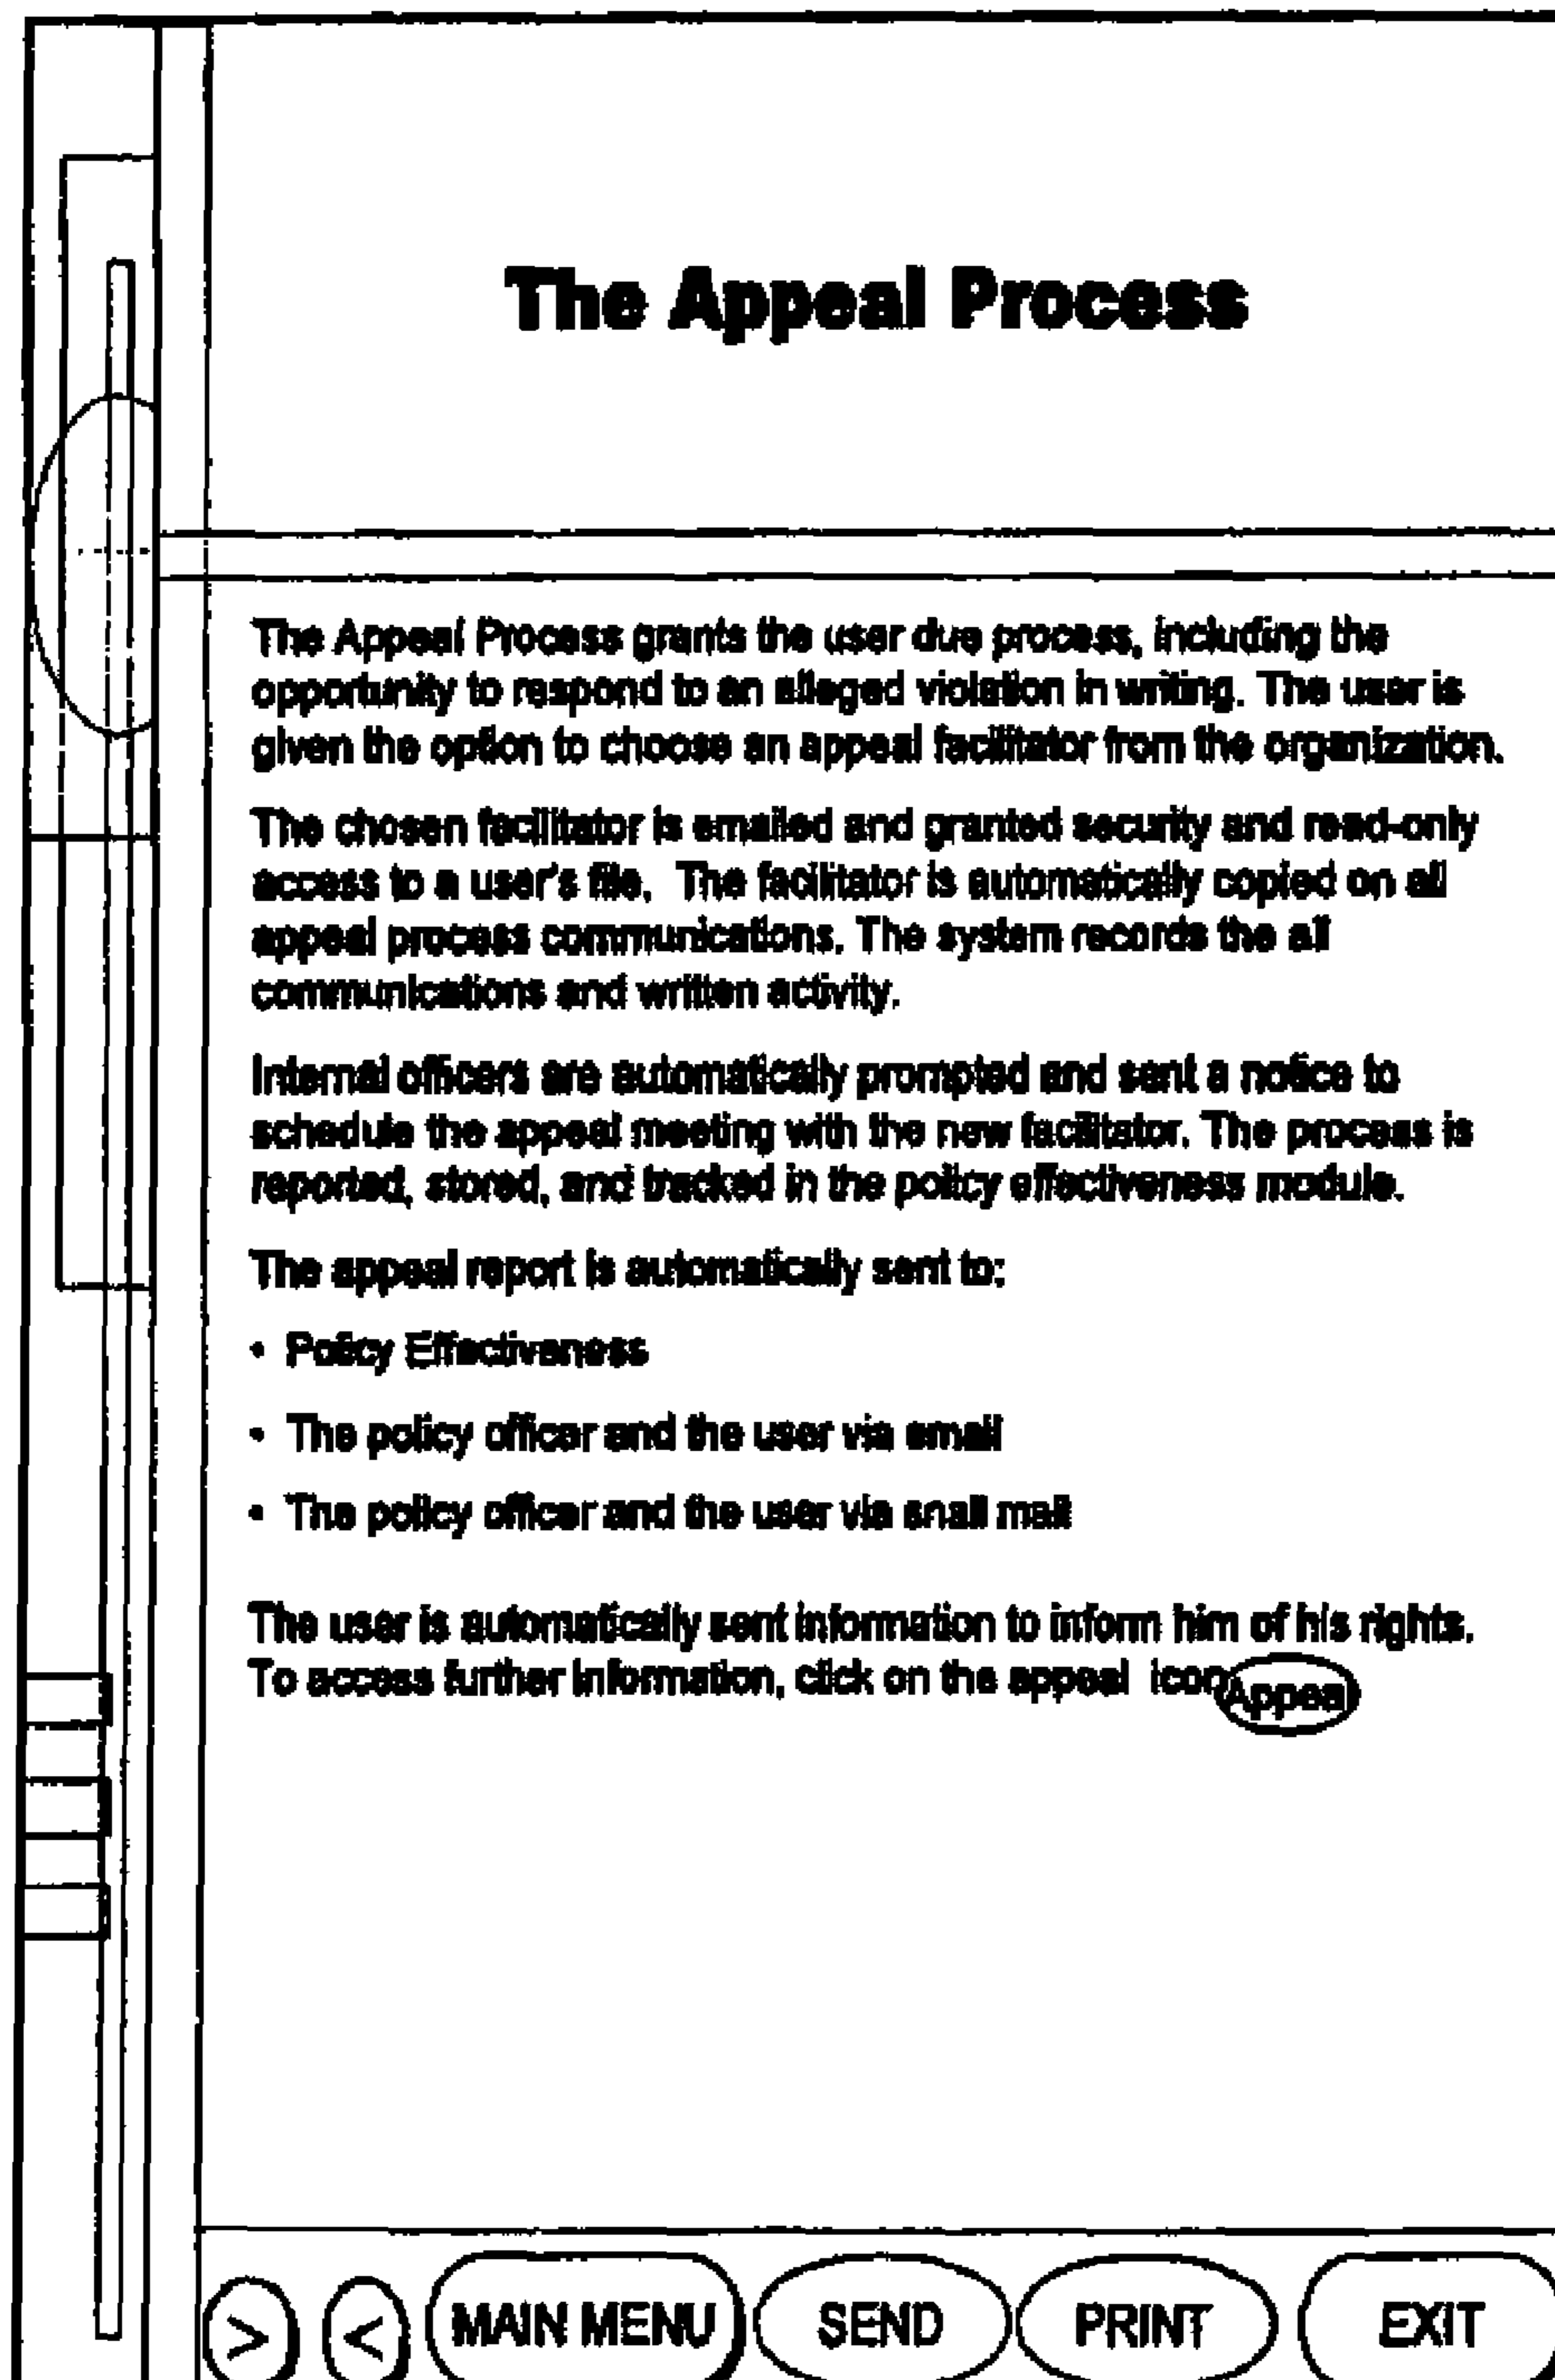 The Appeal Process
The Appeal Process grants the user due process, including the
opportunity to respond to an alleged violation in writing. The user is
given the option to choose an appeal facilitator from the organization.
The chosen facilitator is emailed and granted security and read-only
access to a user's file. The facilitator is automatically copied on all
appeal process communications. The system records the all
communications and written activity.
Internal officers are automatically prompted and sent a notice to
schedule the appeal meeting with the new facilitator. The process is
reported, stored, and tracked in the policy effectiveness module.
The appeal report is automatically sent to:
• Policy Effectiveness
• The policy officer and the user via email
• The policy officer and the user via snail mail
The user is automatically sent information to inform him of his rights.
To access further information, click on the appeal icon Appeal
> < MAIN MENU SEND PRINT EXIT